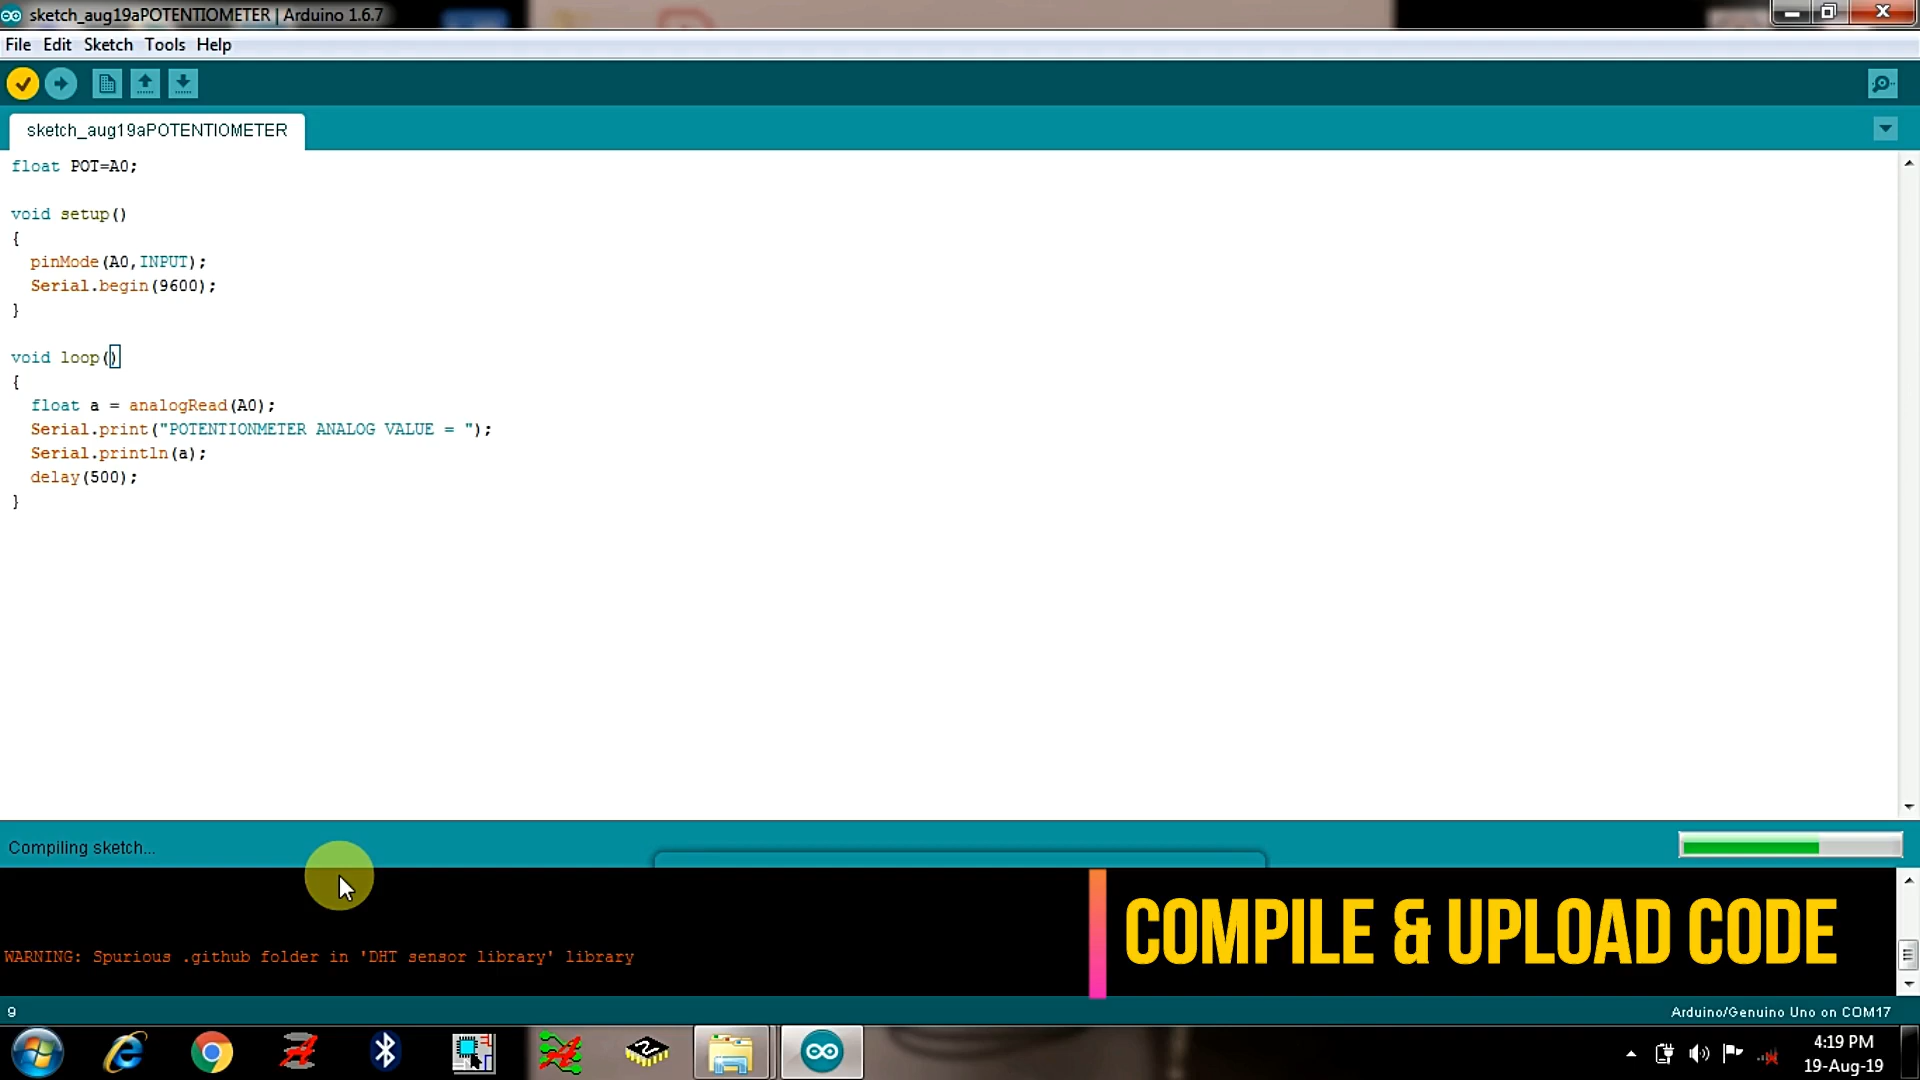 sketch_aug19aPOTENTIOMETER | Arduino 1.6.7
File Edit Sketch Tools Help
sketch_aug19aPOTENTIOMETER
float POT=A0;
void setup()
{
pinMode(A0,INPUT);
Serial.begin(9600);
}
void loop()
{
float a = analogRead(A0);
Serial.print("POTENTIONMETER ANALOG VALUE = ");
Serial.println(a);
delay(500);
}
Compiling sketch...
WARNING: Spurious .github folder in 'DHT sensor library' library
COMPILE & UPLOAD CODE
9
Arduino/Genuino Uno on COM17
4:19 PM
19-Aug-19